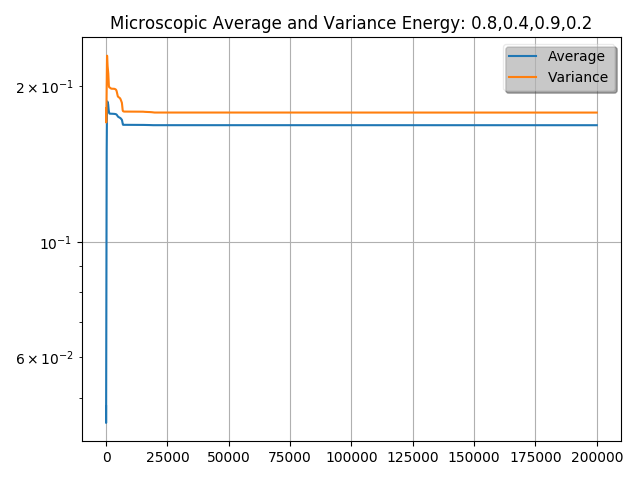 Microscopic Average and Variance Energy: 0.8,0.4,0.9,0.2
Average
Variance
2 × 10⁻¹
10⁻¹
6 × 10⁻²
0 25000 50000 75000 100000 125000 150000 175000 200000